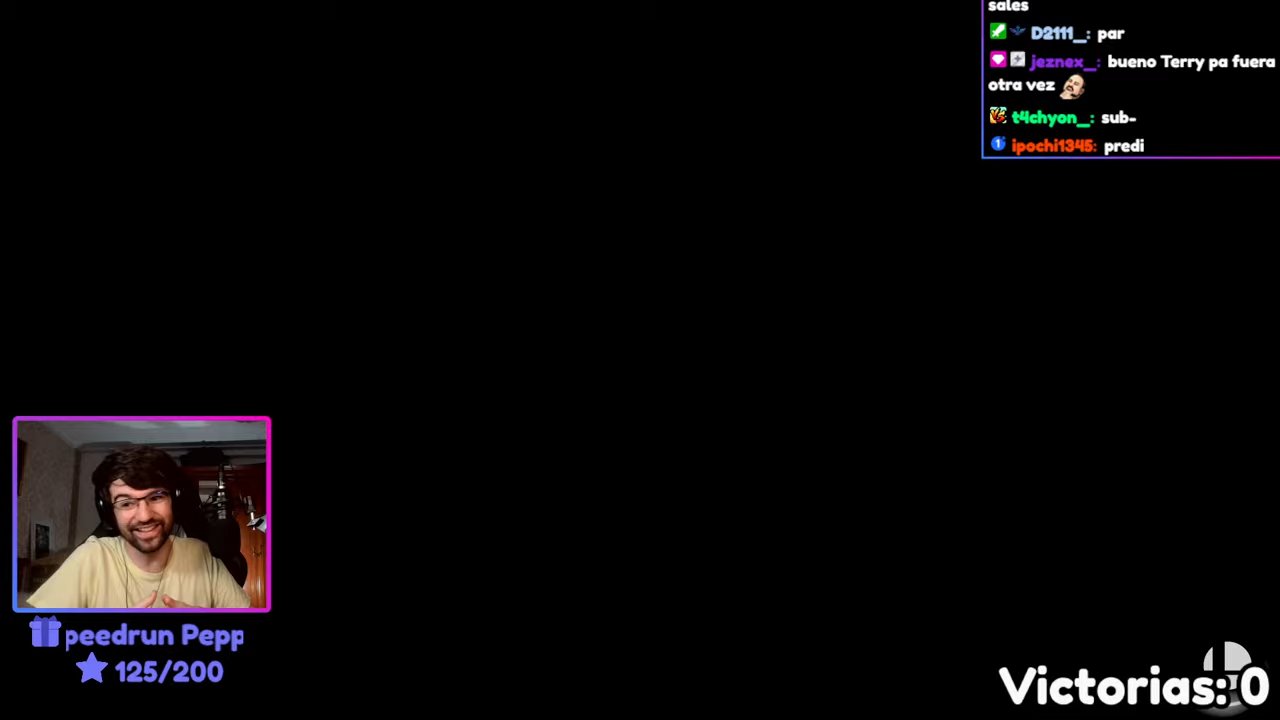 sales
D2111_: par
jeznex_: bueno Terry pa fuera
otra vez
t4chyon_: sub-
1 ipochi1345: predi
peedrun Pepp
125/200
Victorias: 0